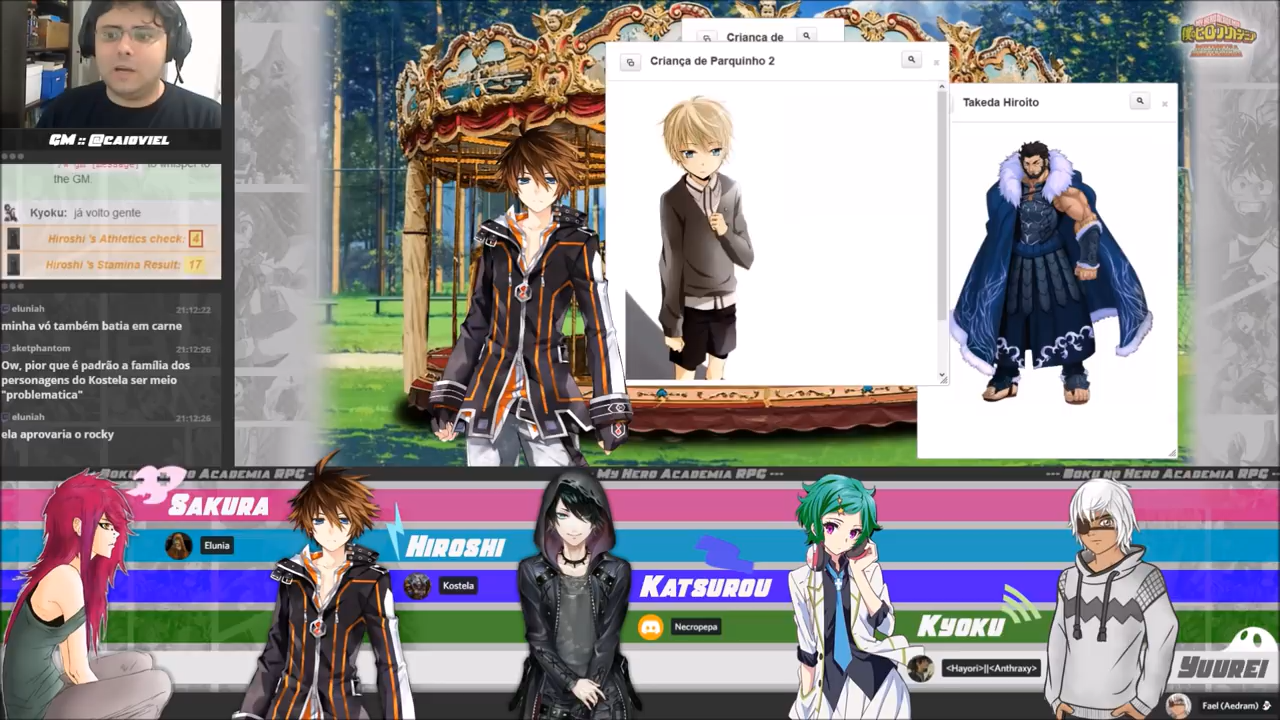 GM :: @CAIOVIEL
the GM.
Kyoku: já volto gente
Hiroshi 's Athletics check: 4
Hiroshi 's Stamina Result: 17
eluniah 21:12:22
minha vó também batia em carne
sketphantom 21:12:26
Ow, pior que é padrão a família dos
personagens do Kostela ser meio
"problematica"
eluniah 21:12:26
ela aprovaria o rocky
Criança de
Criança de Parquinho 2
Takeda Hiroito
Boku no Hero Academia RPG --- My Hero Academia RPG --- --- Boku no Hero Academia RPG ---
SAKURA
Elunia
HIROSHI
Kostela
KATSUROU
Necropepa
KYOKU
<Hayori>||<Anthraxy>
YUUREI
Fael (Aedram)